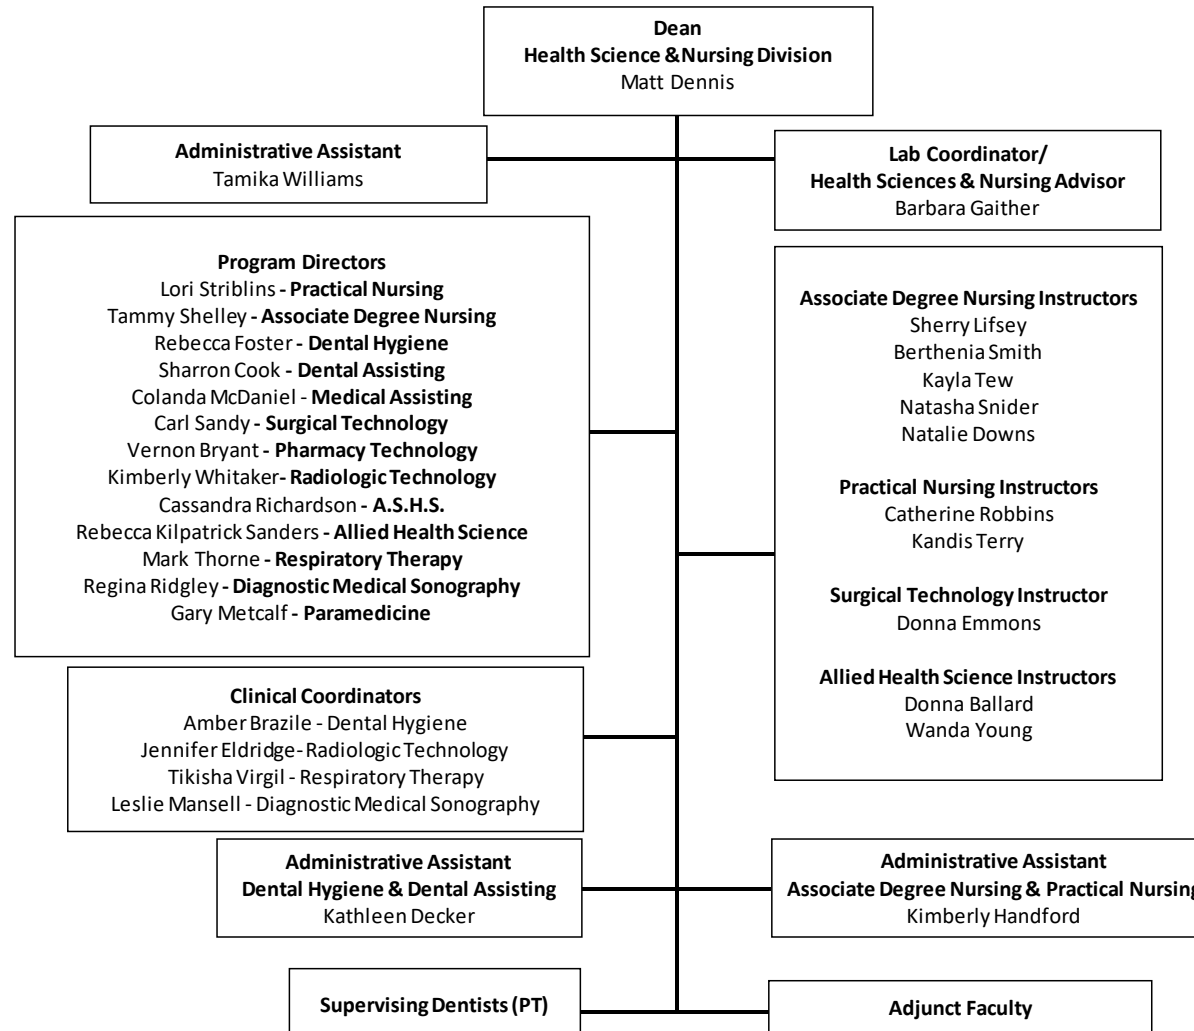 Dean
Health Science &Nursing Division
Matt Dennis
Administrative Assistant
Tamika Williams
Lab Coordinator/
Health Sciences & Nursing Advisor
Barbara Gaither
Program Directors
Lori Striblins - Practical Nursing
Tammy Shelley - Associate Degree Nursing
Rebecca Foster - Dental Hygiene
Sharron Cook - Dental Assisting
Colanda McDaniel - Medical Assisting
Carl Sandy - Surgical Technology
Vernon Bryant - Pharmacy Technology
Kimberly Whitaker- Radiologic Technology
Cassandra Richardson - A.S.H.S.
Rebecca Kilpatrick Sanders - Allied Health Science
Mark Thorne - Respiratory Therapy
Regina Ridgley - Diagnostic Medical Sonography
Gary Metcalf - Paramedicine
Associate Degree Nursing Instructors
Sherry Lifsey
Berthenia Smith
Kayla Tew
Natasha Snider
Natalie Downs
Practical Nursing Instructors
Catherine Robbins
Kandis Terry
Surgical Technology Instructor
Donna Emmons
Allied Health Science Instructors
Donna Ballard
Wanda Young
Clinical Coordinators
Amber Brazile - Dental Hygiene
Jennifer Eldridge- Radiologic Technology
Tikisha Virgil - Respiratory Therapy
Leslie Mansell - Diagnostic Medical Sonography
Administrative Assistant
Dental Hygiene & Dental Assisting
Kathleen Decker
Administrative Assistant
Associate Degree Nursing & Practical Nursing
Kimberly Handford
Supervising Dentists (PT)
Adjunct Faculty